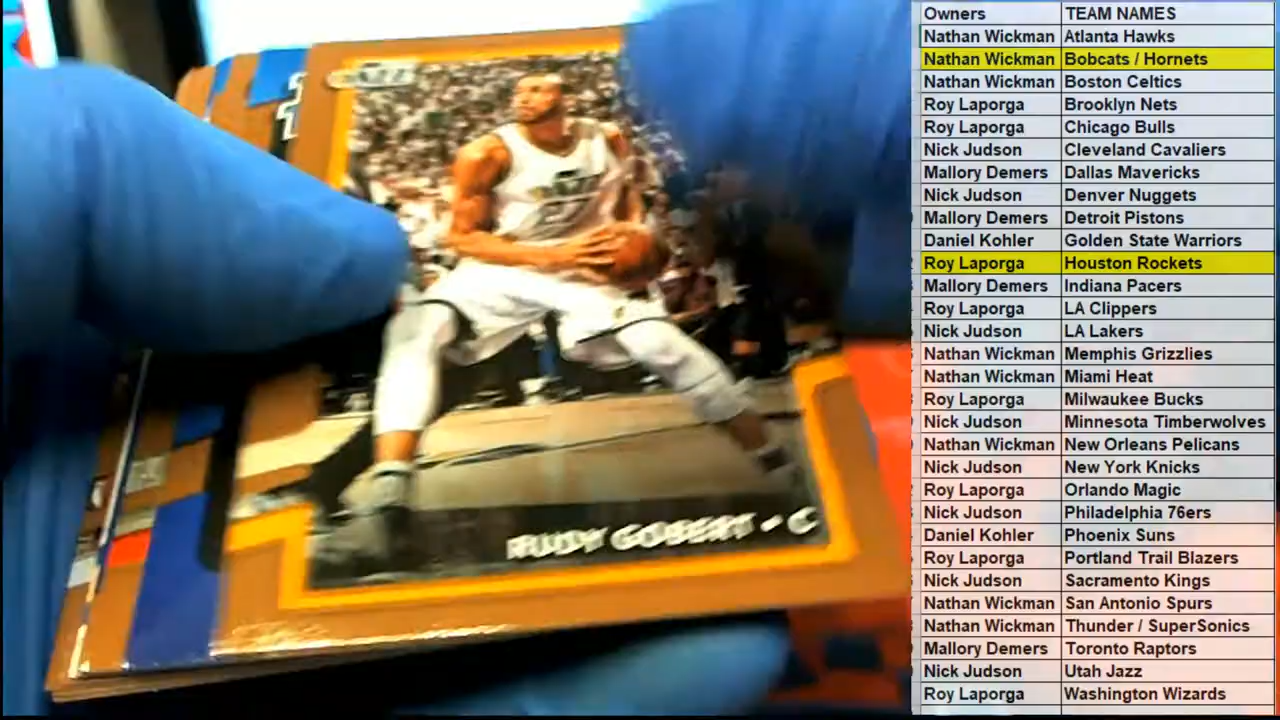 Owners TEAM NAMES
Nathan Wickman Atlanta Hawks
Nathan Wickman Bobcats / Hornets
Nathan Wickman Boston Celtics
Roy Laporga Brooklyn Nets
Roy Laporga Chicago Bulls
Nick Judson Cleveland Cavaliers
Mallory Demers Dallas Mavericks
Nick Judson Denver Nuggets
Mallory Demers Detroit Pistons
Daniel Kohler Golden State Warriors
Roy Laporga Houston Rockets
Mallory Demers Indiana Pacers
Roy Laporga LA Clippers
Nick Judson LA Lakers
Nathan Wickman Memphis Grizzlies
Nathan Wickman Miami Heat
Roy Laporga Milwaukee Bucks
Nick Judson Minnesota Timberwolves
Nathan Wickman New Orleans Pelicans
Nick Judson New York Knicks
Roy Laporga Orlando Magic
Nick Judson Philadelphia 76ers
Daniel Kohler Phoenix Suns
Roy Laporga Portland Trail Blazers
Nick Judson Sacramento Kings
Nathan Wickman San Antonio Spurs
Nathan Wickman Thunder / SuperSonics
Mallory Demers Toronto Raptors
Nick Judson Utah Jazz
Roy Laporga Washington Wizards
27
RUDY GOBERT - C